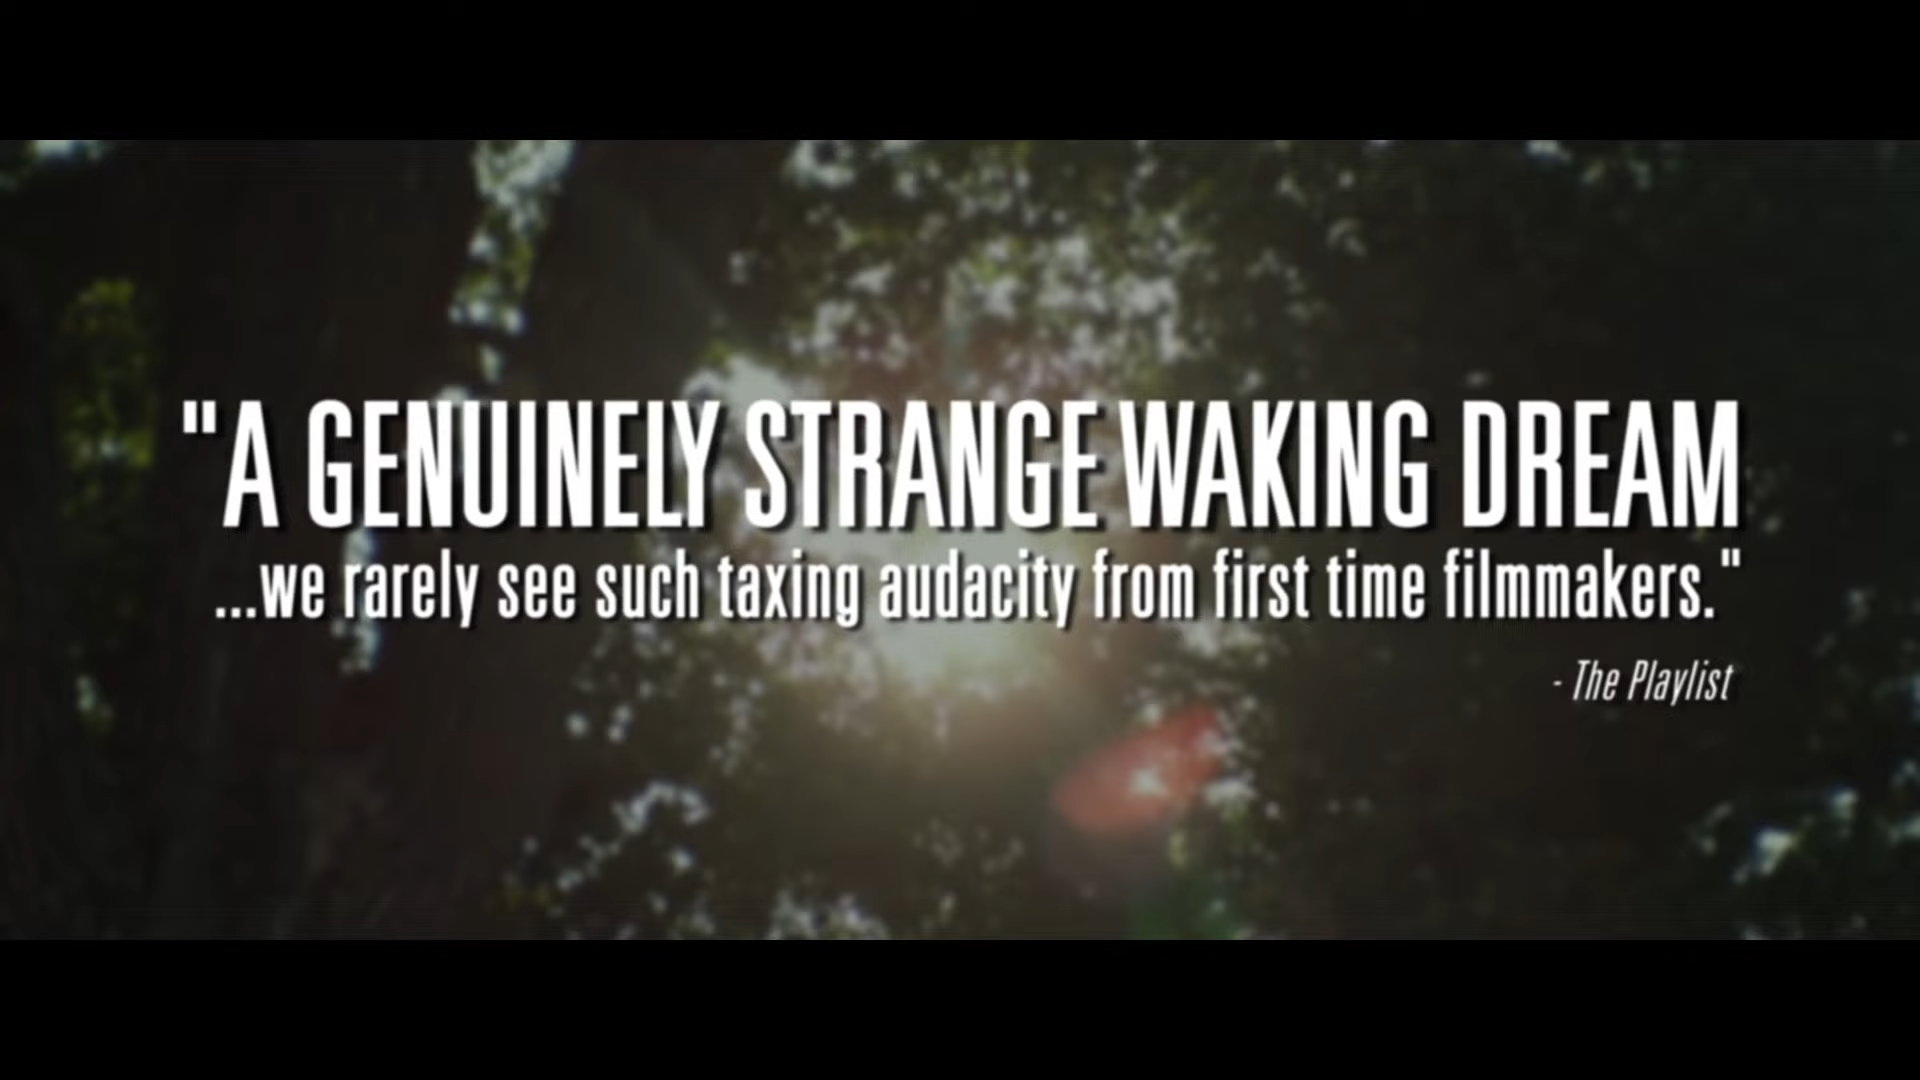 "A GENUINELY STRANGE WAKING DREAM
...we rarely see such taxing audacity from first time filmmakers."
- The Playlist